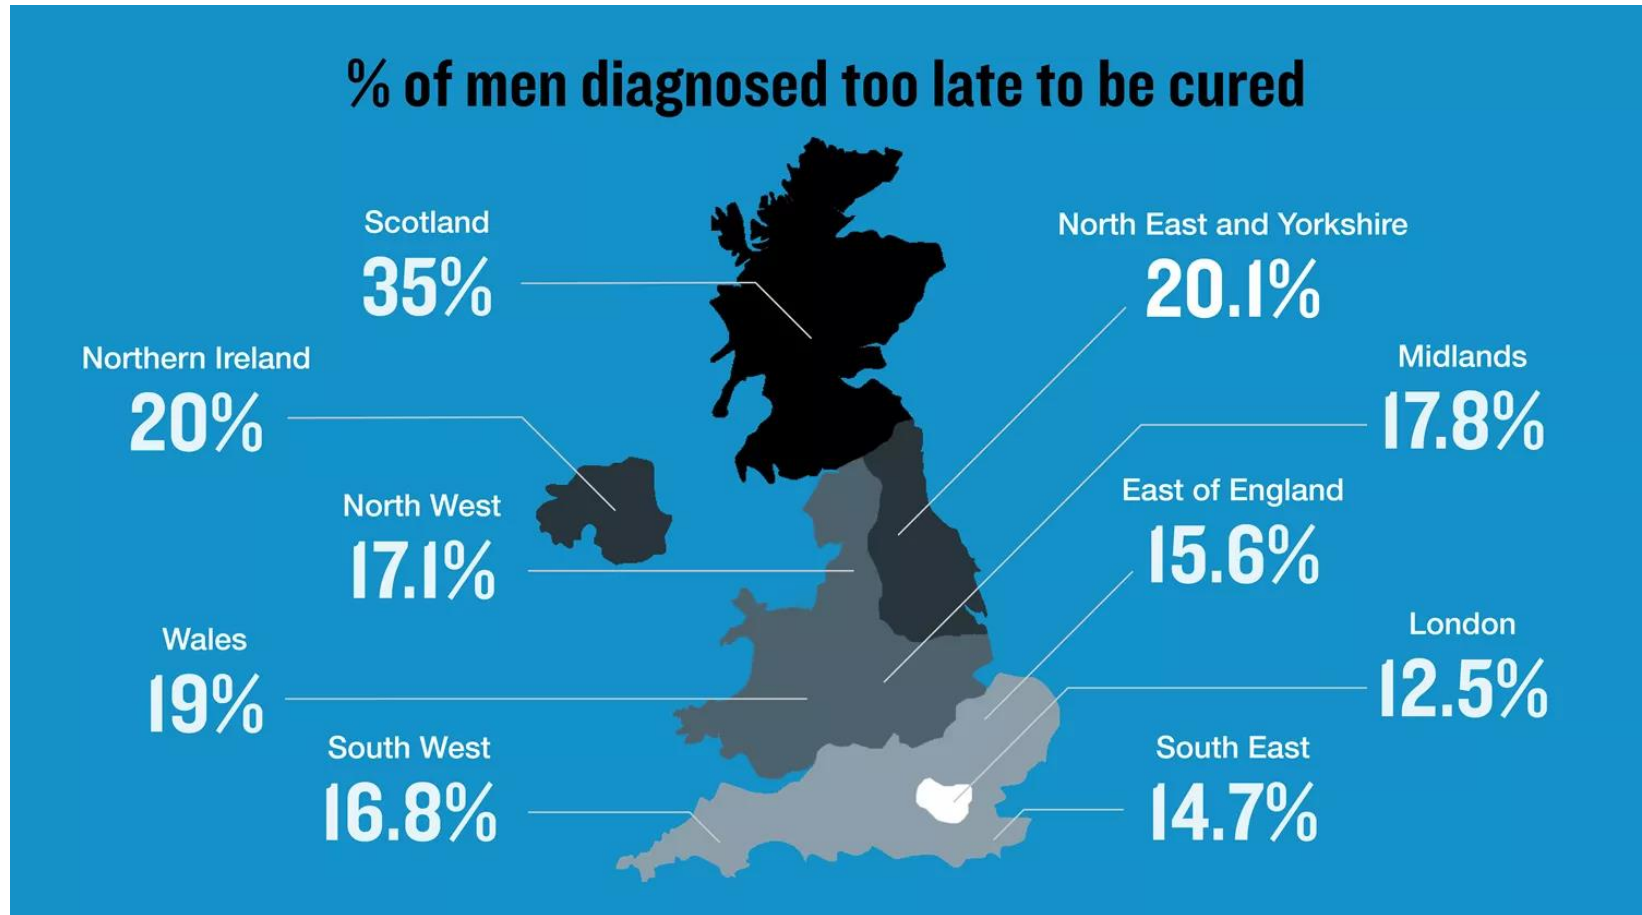 % of men diagnosed too late to be cured
Scotland
35%
North East and Yorkshire
20.1%
Northern Ireland
20%
Midlands
17.8%
North West
17.1%
East of England
15.6%
Wales
19%
London
12.5%
South West
16.8%
South East
14.7%